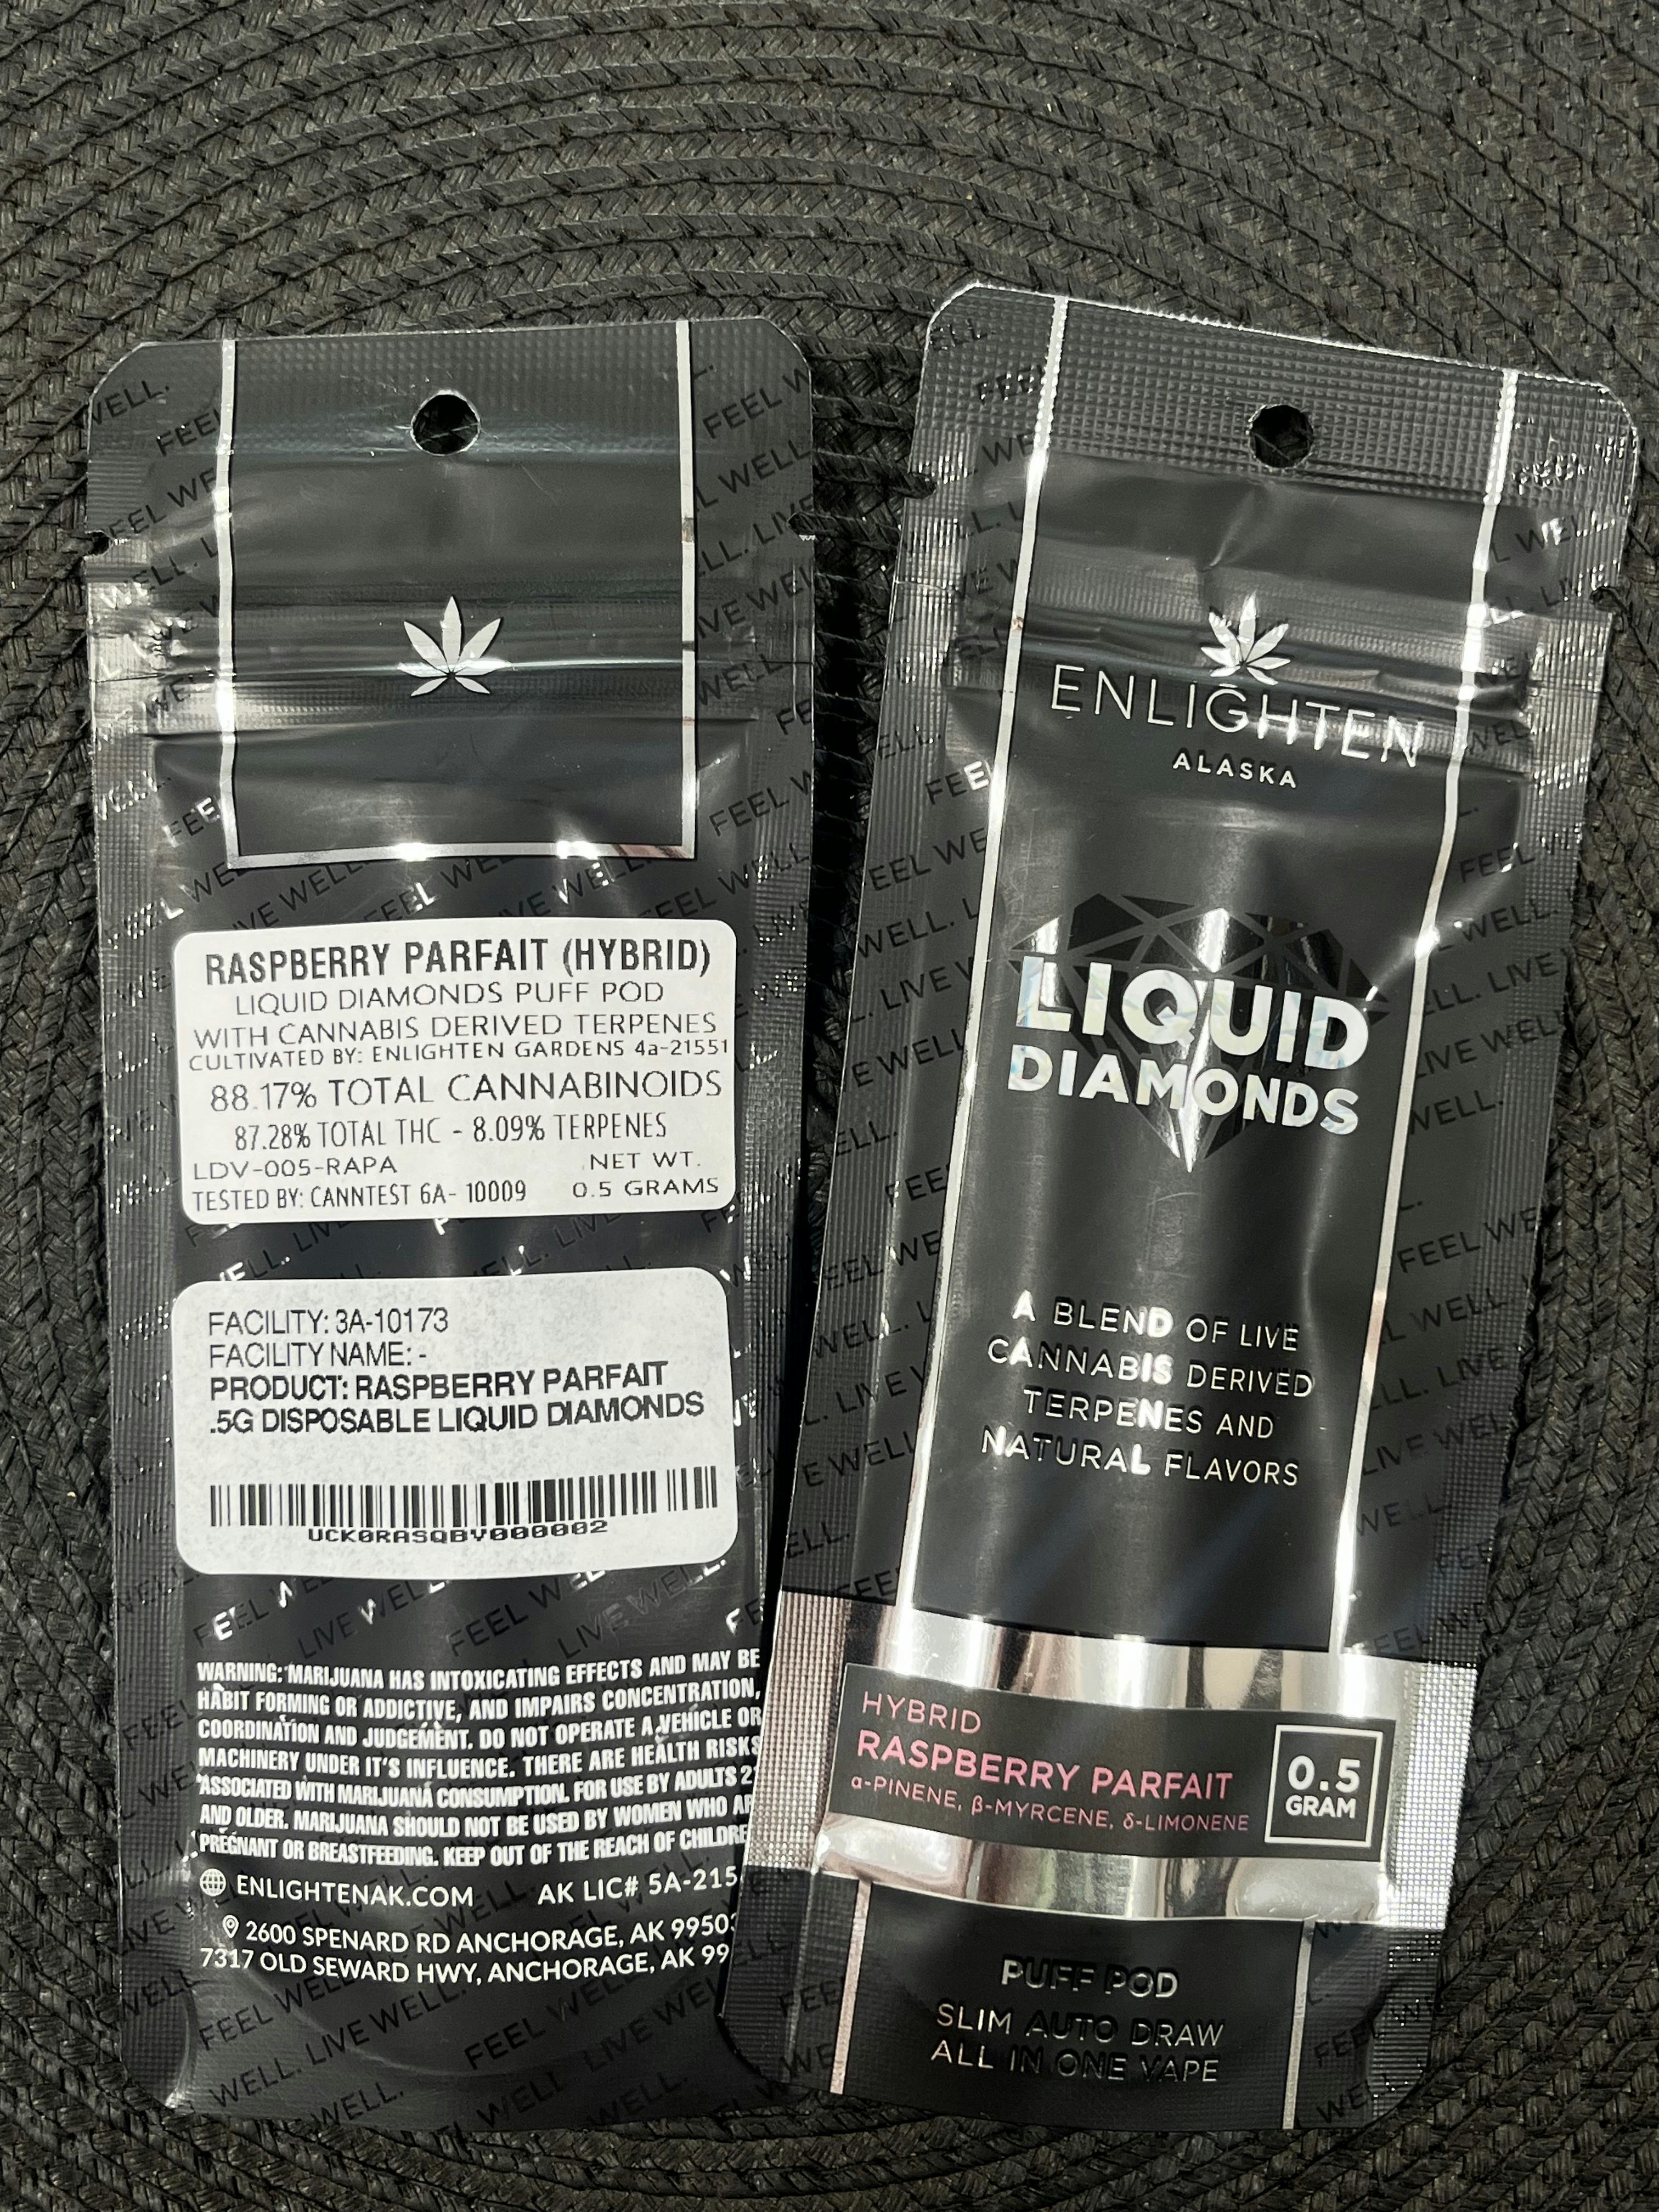 RASPBERRY PARFAIT (HYBRID)
LIQUID DIAMONDS PUFF POD
WITH CANNABIS DERIVED TERPENES
CULTIVATED BY: ENLIGHTEN GARDENS 4a-21551
88.17% TOTAL CANNABINOIDS
87.28% TOTAL THC - 8.09% TERPENES
LDV-005-RAPA NET WT.
TESTED BY: CANNTEST 6A- 10009 0.5 GRAMS
FACILITY: 3A-10173
FACILITY NAME: -
PRODUCT: RASPBERRY PARFAIT
.5G DISPOSABLE LIQUID DIAMONDS
UCK0RASQBY000002
WARNING: MARIJUANA HAS INTOXICATING EFFECTS AND MAY BE
HABIT FORMING OR ADDICTIVE, AND IMPAIRS CONCENTRATION,
COORDINATION AND JUDGEMENT. DO NOT OPERATE A VEHICLE OR
MACHINERY UNDER IT'S INFLUENCE. THERE ARE HEALTH RISKS
ASSOCIATED WITH MARIJUANA CONSUMPTION. FOR USE BY ADULTS
AND OLDER. MARIJUANA SHOULD NOT BE USED BY WOMEN WHO
PREGNANT OR BREASTFEEDING. KEEP OUT OF THE REACH OF
ENLIGHTENAK.COM AK LIC# 5A-215
2600 SPENARD RD ANCHORAGE, AK 99503
7317 OLD SEWARD HWY, ANCHORAGE, AK 99
ENLIGHTEN
ALASKA
LIQUID
DIAMONDS
A BLEND OF LIVE
CANNABIS DERIVED
TERPENES AND
NATURAL FLAVORS
HYBRID
RASPBERRY PARFAIT
α-PINENE, β-MYRCENE, δ-LIMONENE
0.5
GRAM
PUFF POD
SLIM AUTO DRAW
ALL IN ONE VAPE
FEEL WELL. LIVE WELL.